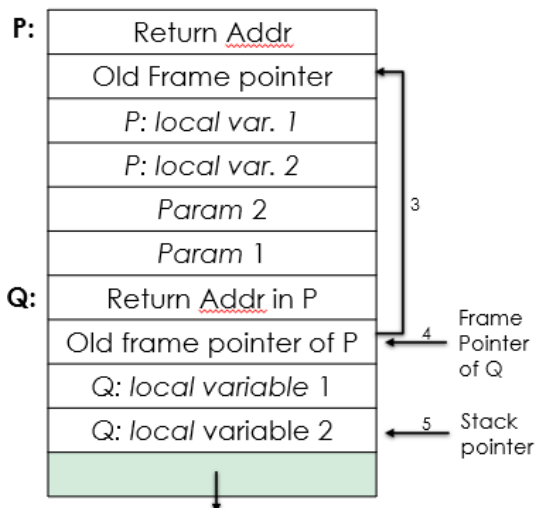 P:
Return Addr
Old Frame pointer
P: local var. 1
P: local var. 2
Param 2
Param 1
3
Q:
Return Addr in P
Old frame pointer of P
4
Frame
Pointer
of Q
Q: local variable 1
Q: local variable 2
5
Stack
pointer